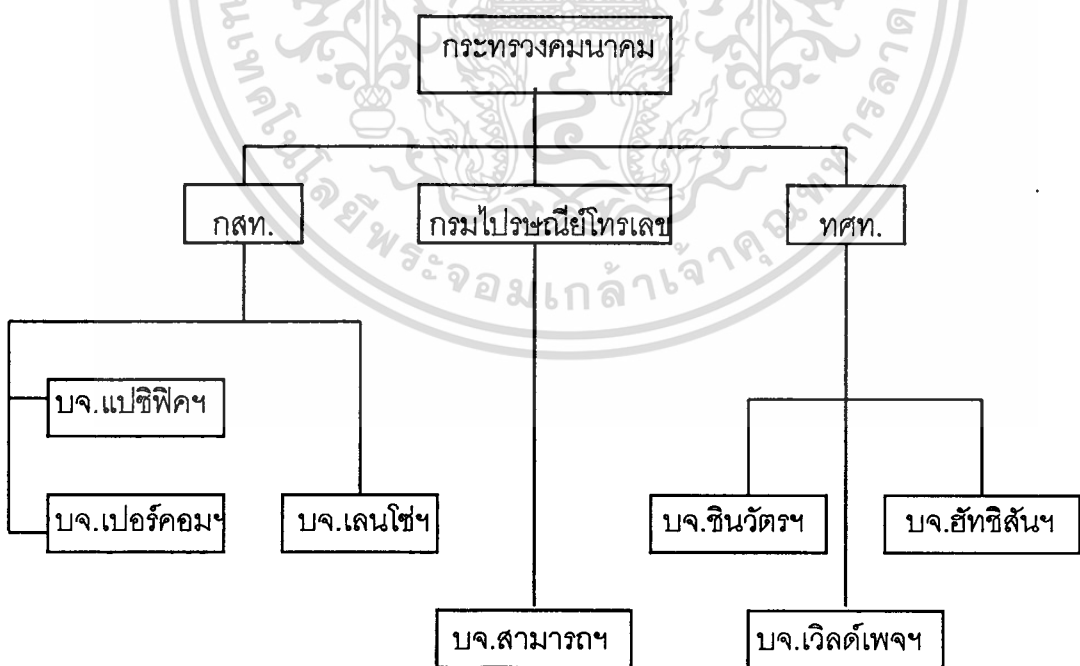 กระทรวงคมนาคม
กสท.
กรมไปรษณีย์โทรเลข
ทศท.
บจ.แปซิฟิคฯ
บจ.เปอร์คอมฯ
บจ.เลนโซ่ฯ
บจ.ชินวัตรฯ
บจ.ฮัทชิสันฯ
บจ.สามารถฯ
บจ.เวิลด์เพจฯ